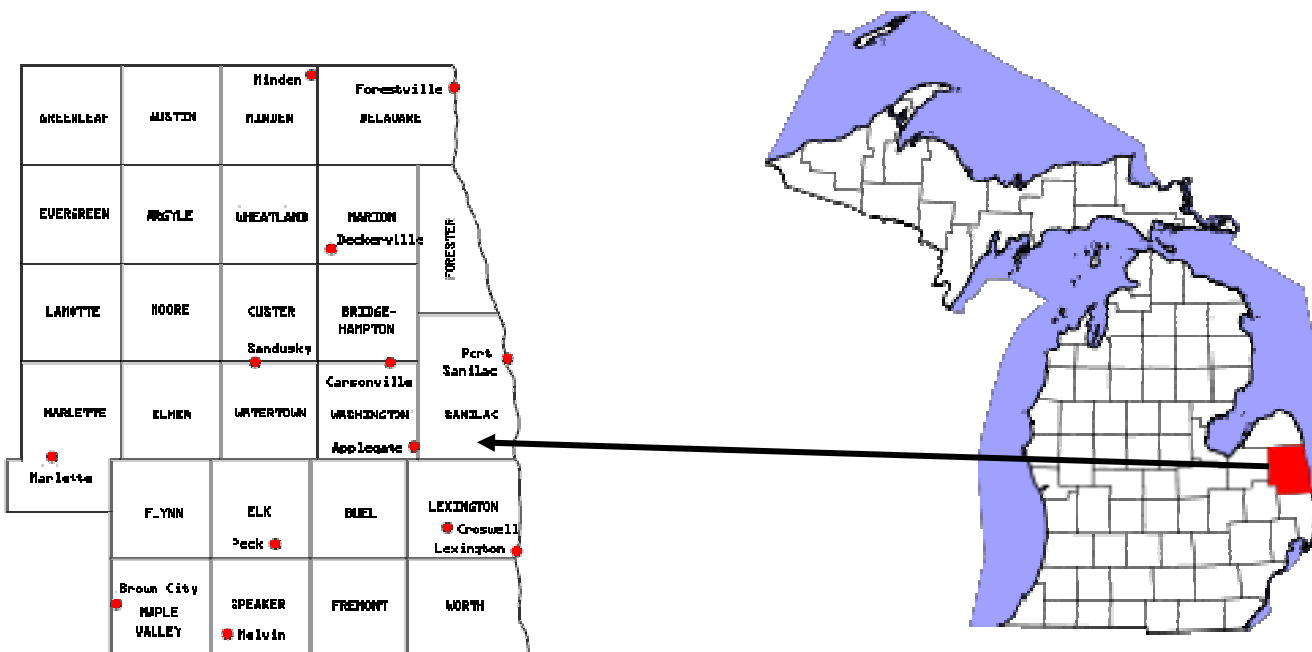 Minden
Forestville
GREENLEAF
AUSTIN
MINDEN
DELAWARE
EVERGREEN
ARGYLE
WHEATLAND
MARION
Deckerville
FORESTER
LAMOTTE
MOORE
CUSTER
BRIDGE-
HAMPTON
Sandusky
Port
Sanilac
Carsonville
MARLETTE
ELMER
WATERTOWN
WASHINGTON
SANILAC
Applegate
Marlette
FLYNN
ELK
BUEL
LEXINGTON
Croswell
Peck
Lexington
Brown City
MAPLE
VALLEY
SPEAKER
FREMONT
WORTH
Melvin